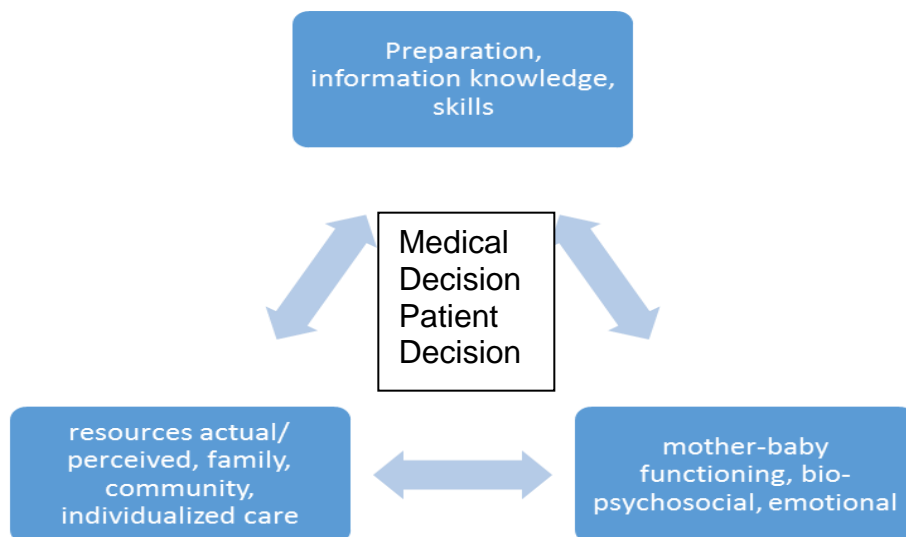 Preparation,
information knowledge,
skills
Medical
Decision
Patient
Decision
resources actual/
perceived, family,
community,
individualized care
mother-baby
functioning, bio-
psychosocial, emotional